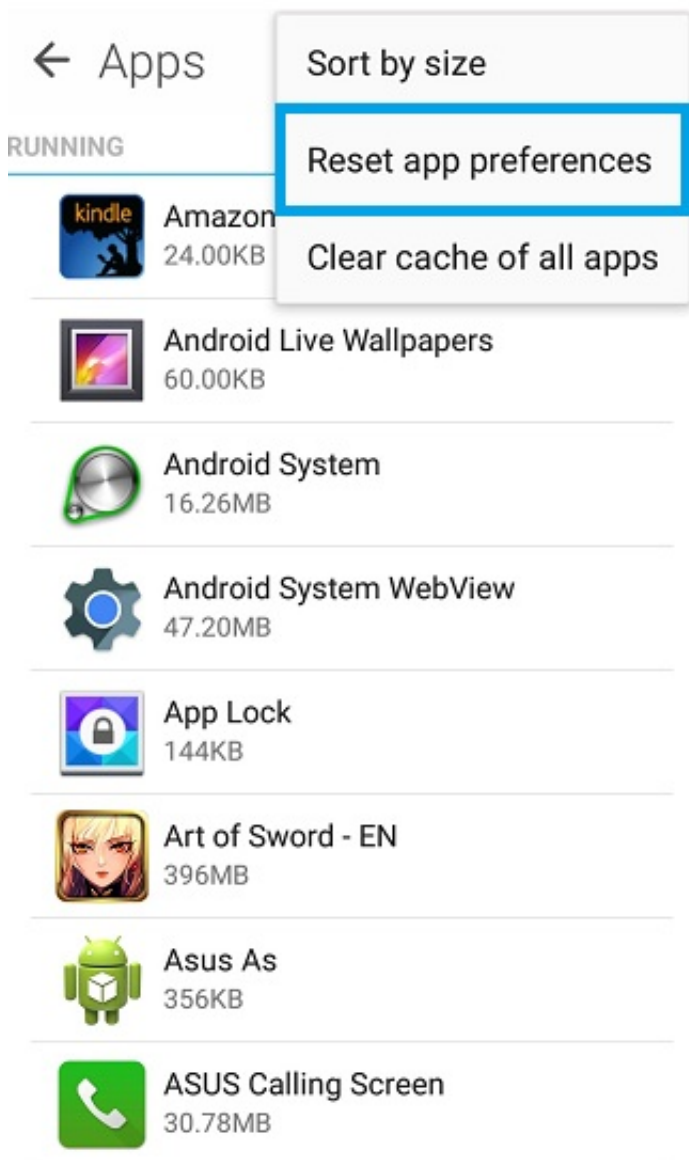 Apps
Sort by size
RUNNING
Reset app preferences
kindle
Amazon
24.00KB
Clear cache of all apps
Android Live Wallpapers
60.00KB
Android System
16.26MB
Android System WebView
47.20MB
App Lock
144KB
Art of Sword - EN
396MB
Asus As
356KB
ASUS Calling Screen
30.78MB